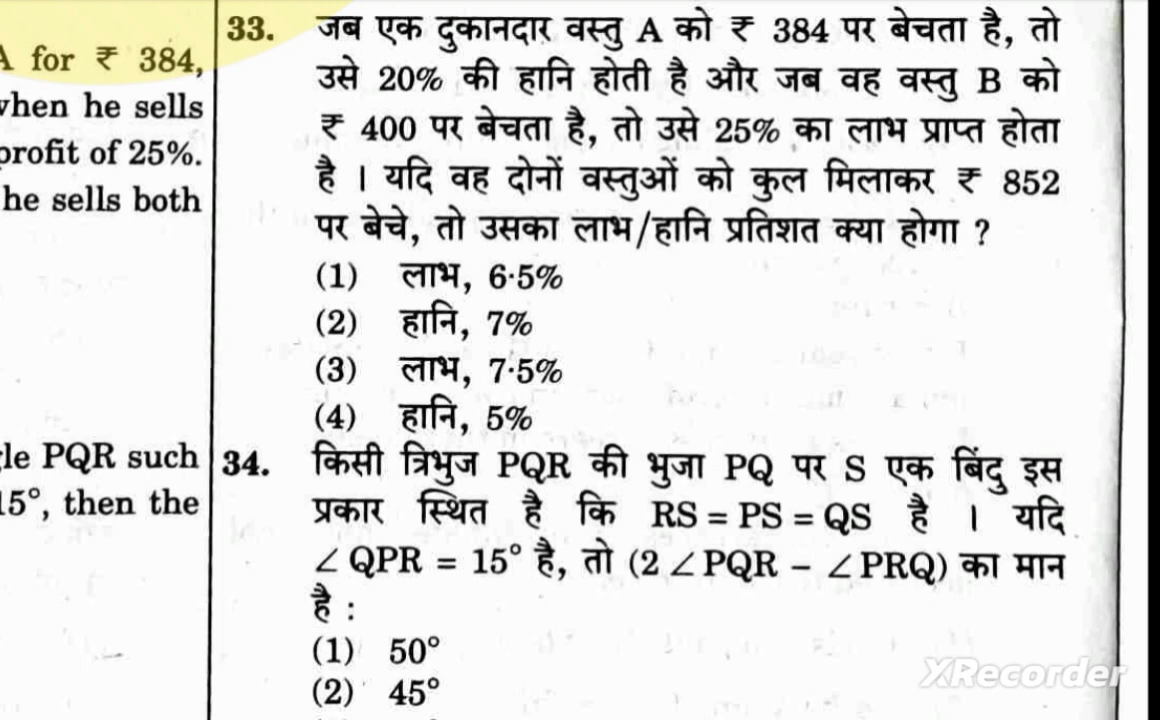 A for ₹ 384,
when he sells
profit of 25%.
he sells both
33. जब एक दुकानदार वस्तु A को ₹ 384 पर बेचता है, तो
उसे 20% की हानि होती है और जब वह वस्तु B को
₹ 400 पर बेचता है, तो उसे 25% का लाभ प्राप्त होता
है । यदि वह दोनों वस्तुओं को कुल मिलाकर ₹ 852
पर बेचे, तो उसका लाभ/हानि प्रतिशत क्या होगा ?
(1) लाभ, 6·5%
(2) हानि, 7%
(3) लाभ, 7·5%
(4) हानि, 5%
le PQR such
15°, then the
34. किसी त्रिभुज PQR की भुजा PQ पर S एक बिंदु इस
प्रकार स्थित है कि RS = PS = QS है । यदि
∠QPR = 15° है, तो (2 ∠PQR – ∠PRQ) का मान
है :
(1) 50°
(2) 45°
XRecorder